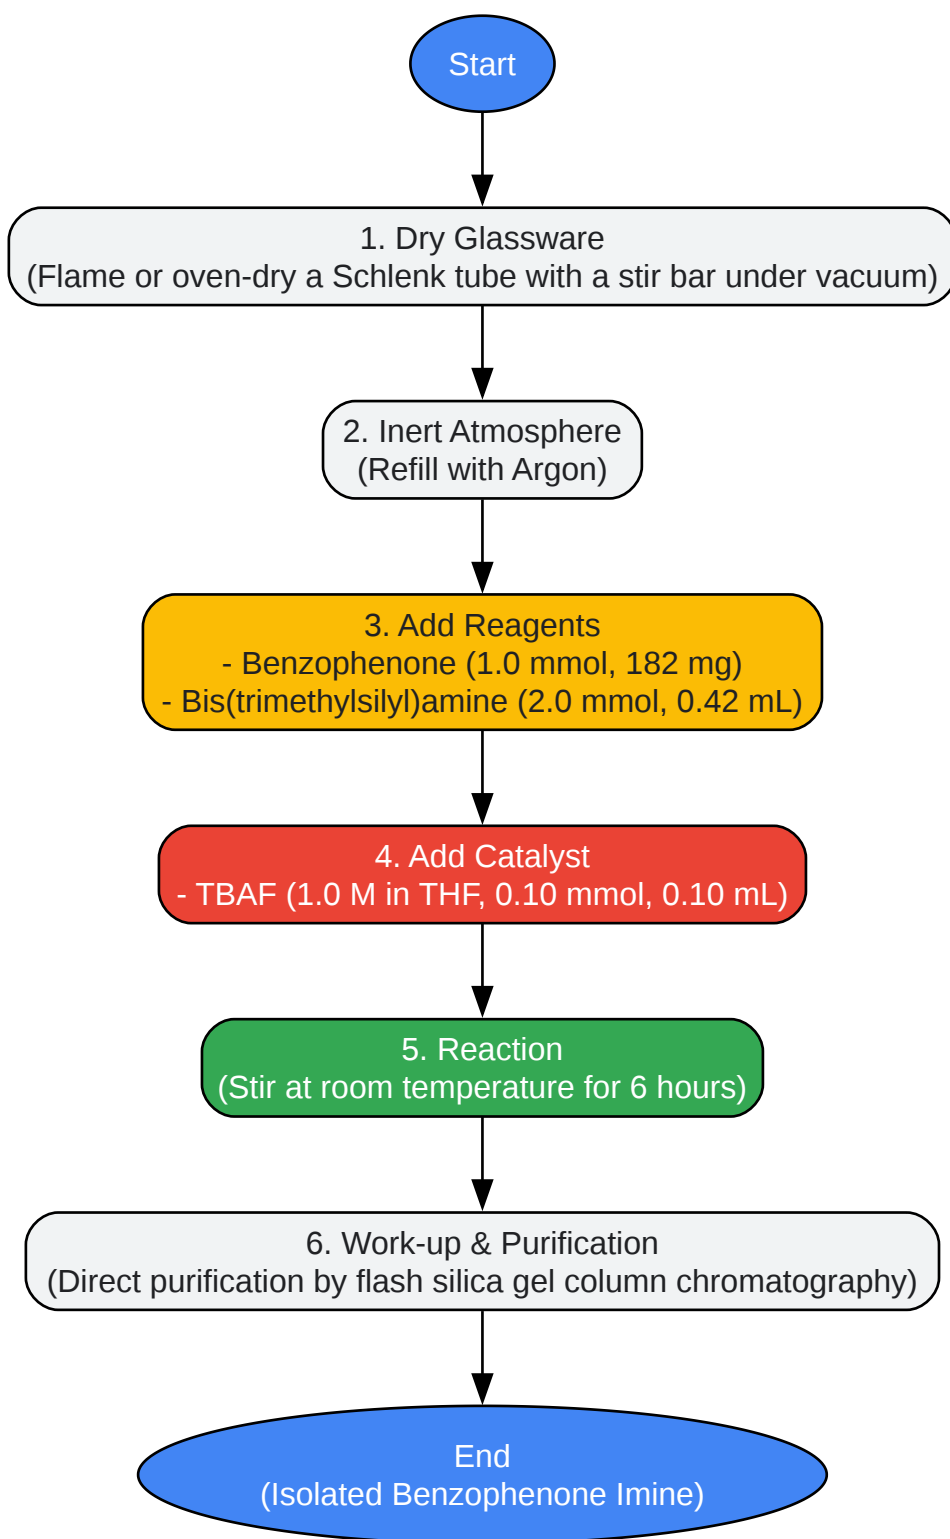 Start
1. Dry Glassware
(Flame or oven-dry a Schlenk tube with a stir bar under vacuum)
2. Inert Atmosphere
(Refill with Argon)
3. Add Reagents
- Benzophenone (1.0 mmol, 182 mg)
- Bis(trimethylsilyl)amine (2.0 mmol, 0.42 mL)
4. Add Catalyst
- TBAF (1.0 M in THF, 0.10 mmol, 0.10 mL)
5. Reaction
(Stir at room temperature for 6 hours)
6. Work-up & Purification
(Direct purification by flash silica gel column chromatography)
End
(Isolated Benzophenone Imine)